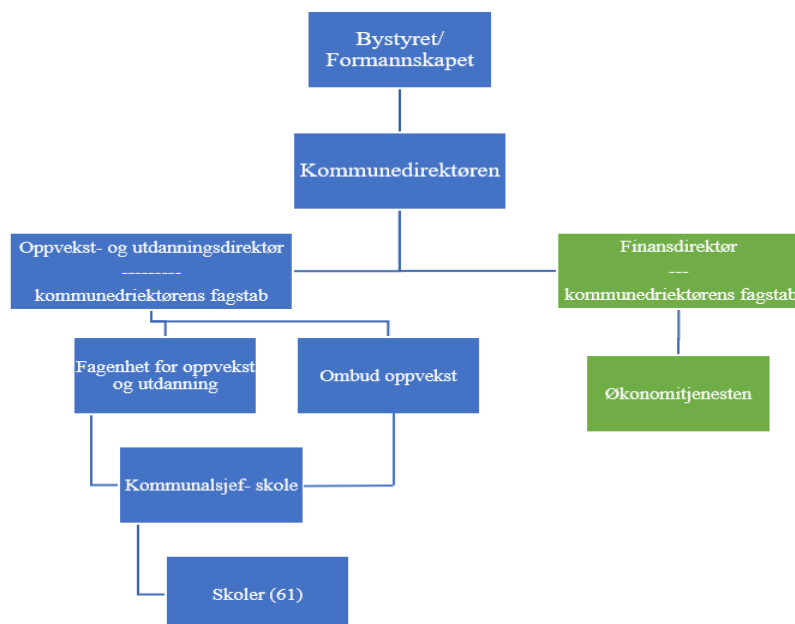 Bystyret/
Formannskapet
Kommunedirektøren
Oppvekst- og utdanningsdirektør
---------
kommunedriektørens fagstab
Finansdirektør
---
kommunedriektørens fagstab
Fagenhet for oppvekst
og utdanning
Ombud oppvekst
Økonomitjenesten
Kommunalsjef- skole
Skoler (61)